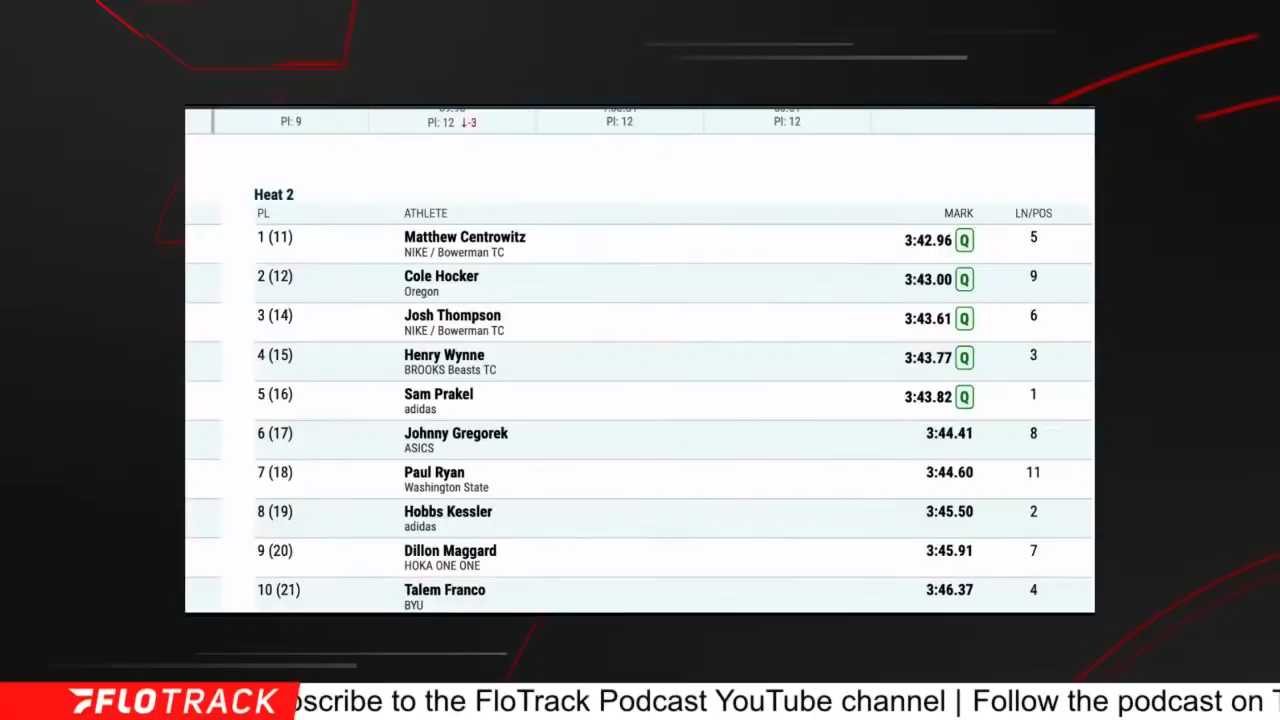 Pl: 9 Pl: 12 ↓-3 Pl: 12 Pl: 12
Heat 2
PL ATHLETE MARK LN/POS
1 (11) Matthew Centrowitz 3:42.96 Q 5
NIKE / Bowerman TC
2 (12) Cole Hocker 3:43.00 Q 9
Oregon
3 (14) Josh Thompson 3:43.61 Q 6
NIKE / Bowerman TC
4 (15) Henry Wynne 3:43.77 Q 3
BROOKS Beasts TC
5 (16) Sam Prakel 3:43.82 Q 1
adidas
6 (17) Johnny Gregorek 3:44.41 8
ASICS
7 (18) Paul Ryan 3:44.60 11
Washington State
8 (19) Hobbs Kessler 3:45.50 2
adidas
9 (20) Dillon Maggard 3:45.91 7
HOKA ONE ONE
10 (21) Talem Franco 3:46.37 4
BYU
FLOTRACK bscribe to the FloTrack Podcast YouTube channel | Follow the podcast on T